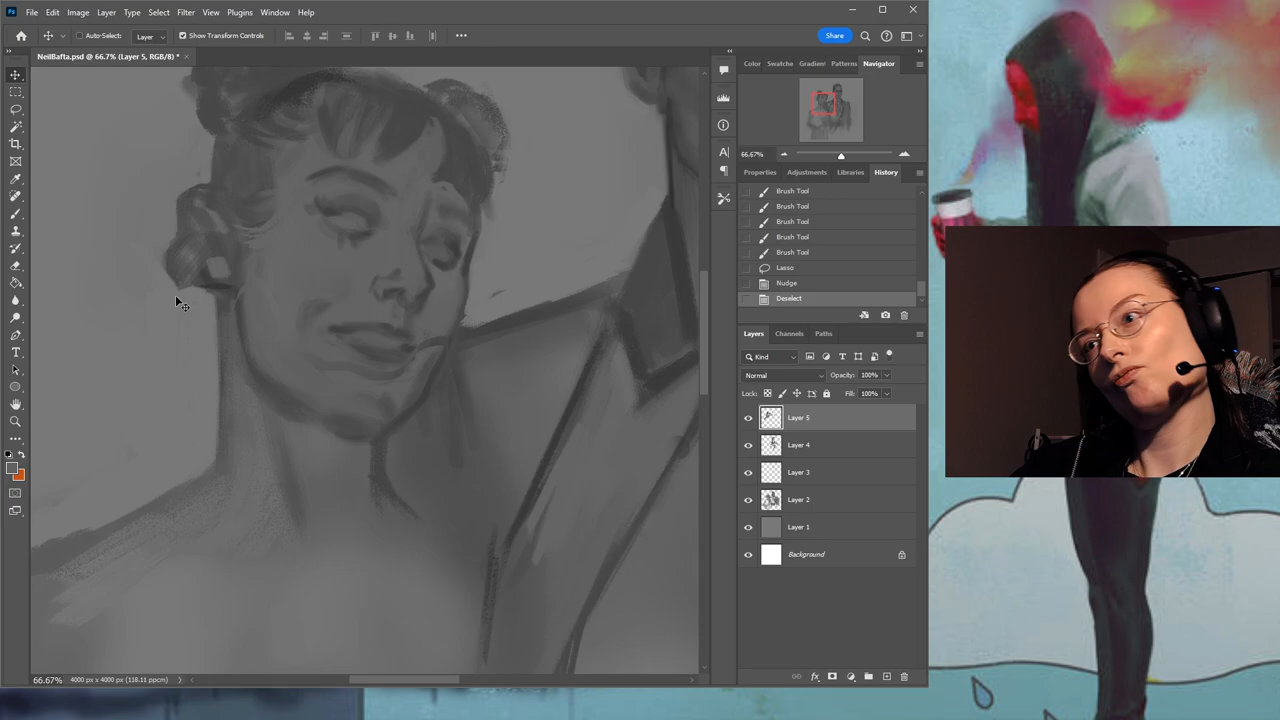 Ps File Edit Image Layer Type Select Filter View Plugins Window Help
Auto-Select: Layer Show Transform Controls Share
NeilBafta.psd @ 66.7% (Layer 5, RGB/8) *
Color Swatche Gradien Patterns Navigator
66.67%
Properties Adjustments Libraries History
Brush Tool
Brush Tool
Brush Tool
Brush Tool
Brush Tool
Lasso
Nudge
Deselect
Layers Channels Paths
Kind
Normal Opacity: 100%
Lock: Fill: 100%
Layer 5
Layer 4
Layer 3
Layer 2
Layer 1
Background
66.67% 4000 px x 4000 px (118.11 ppcm)